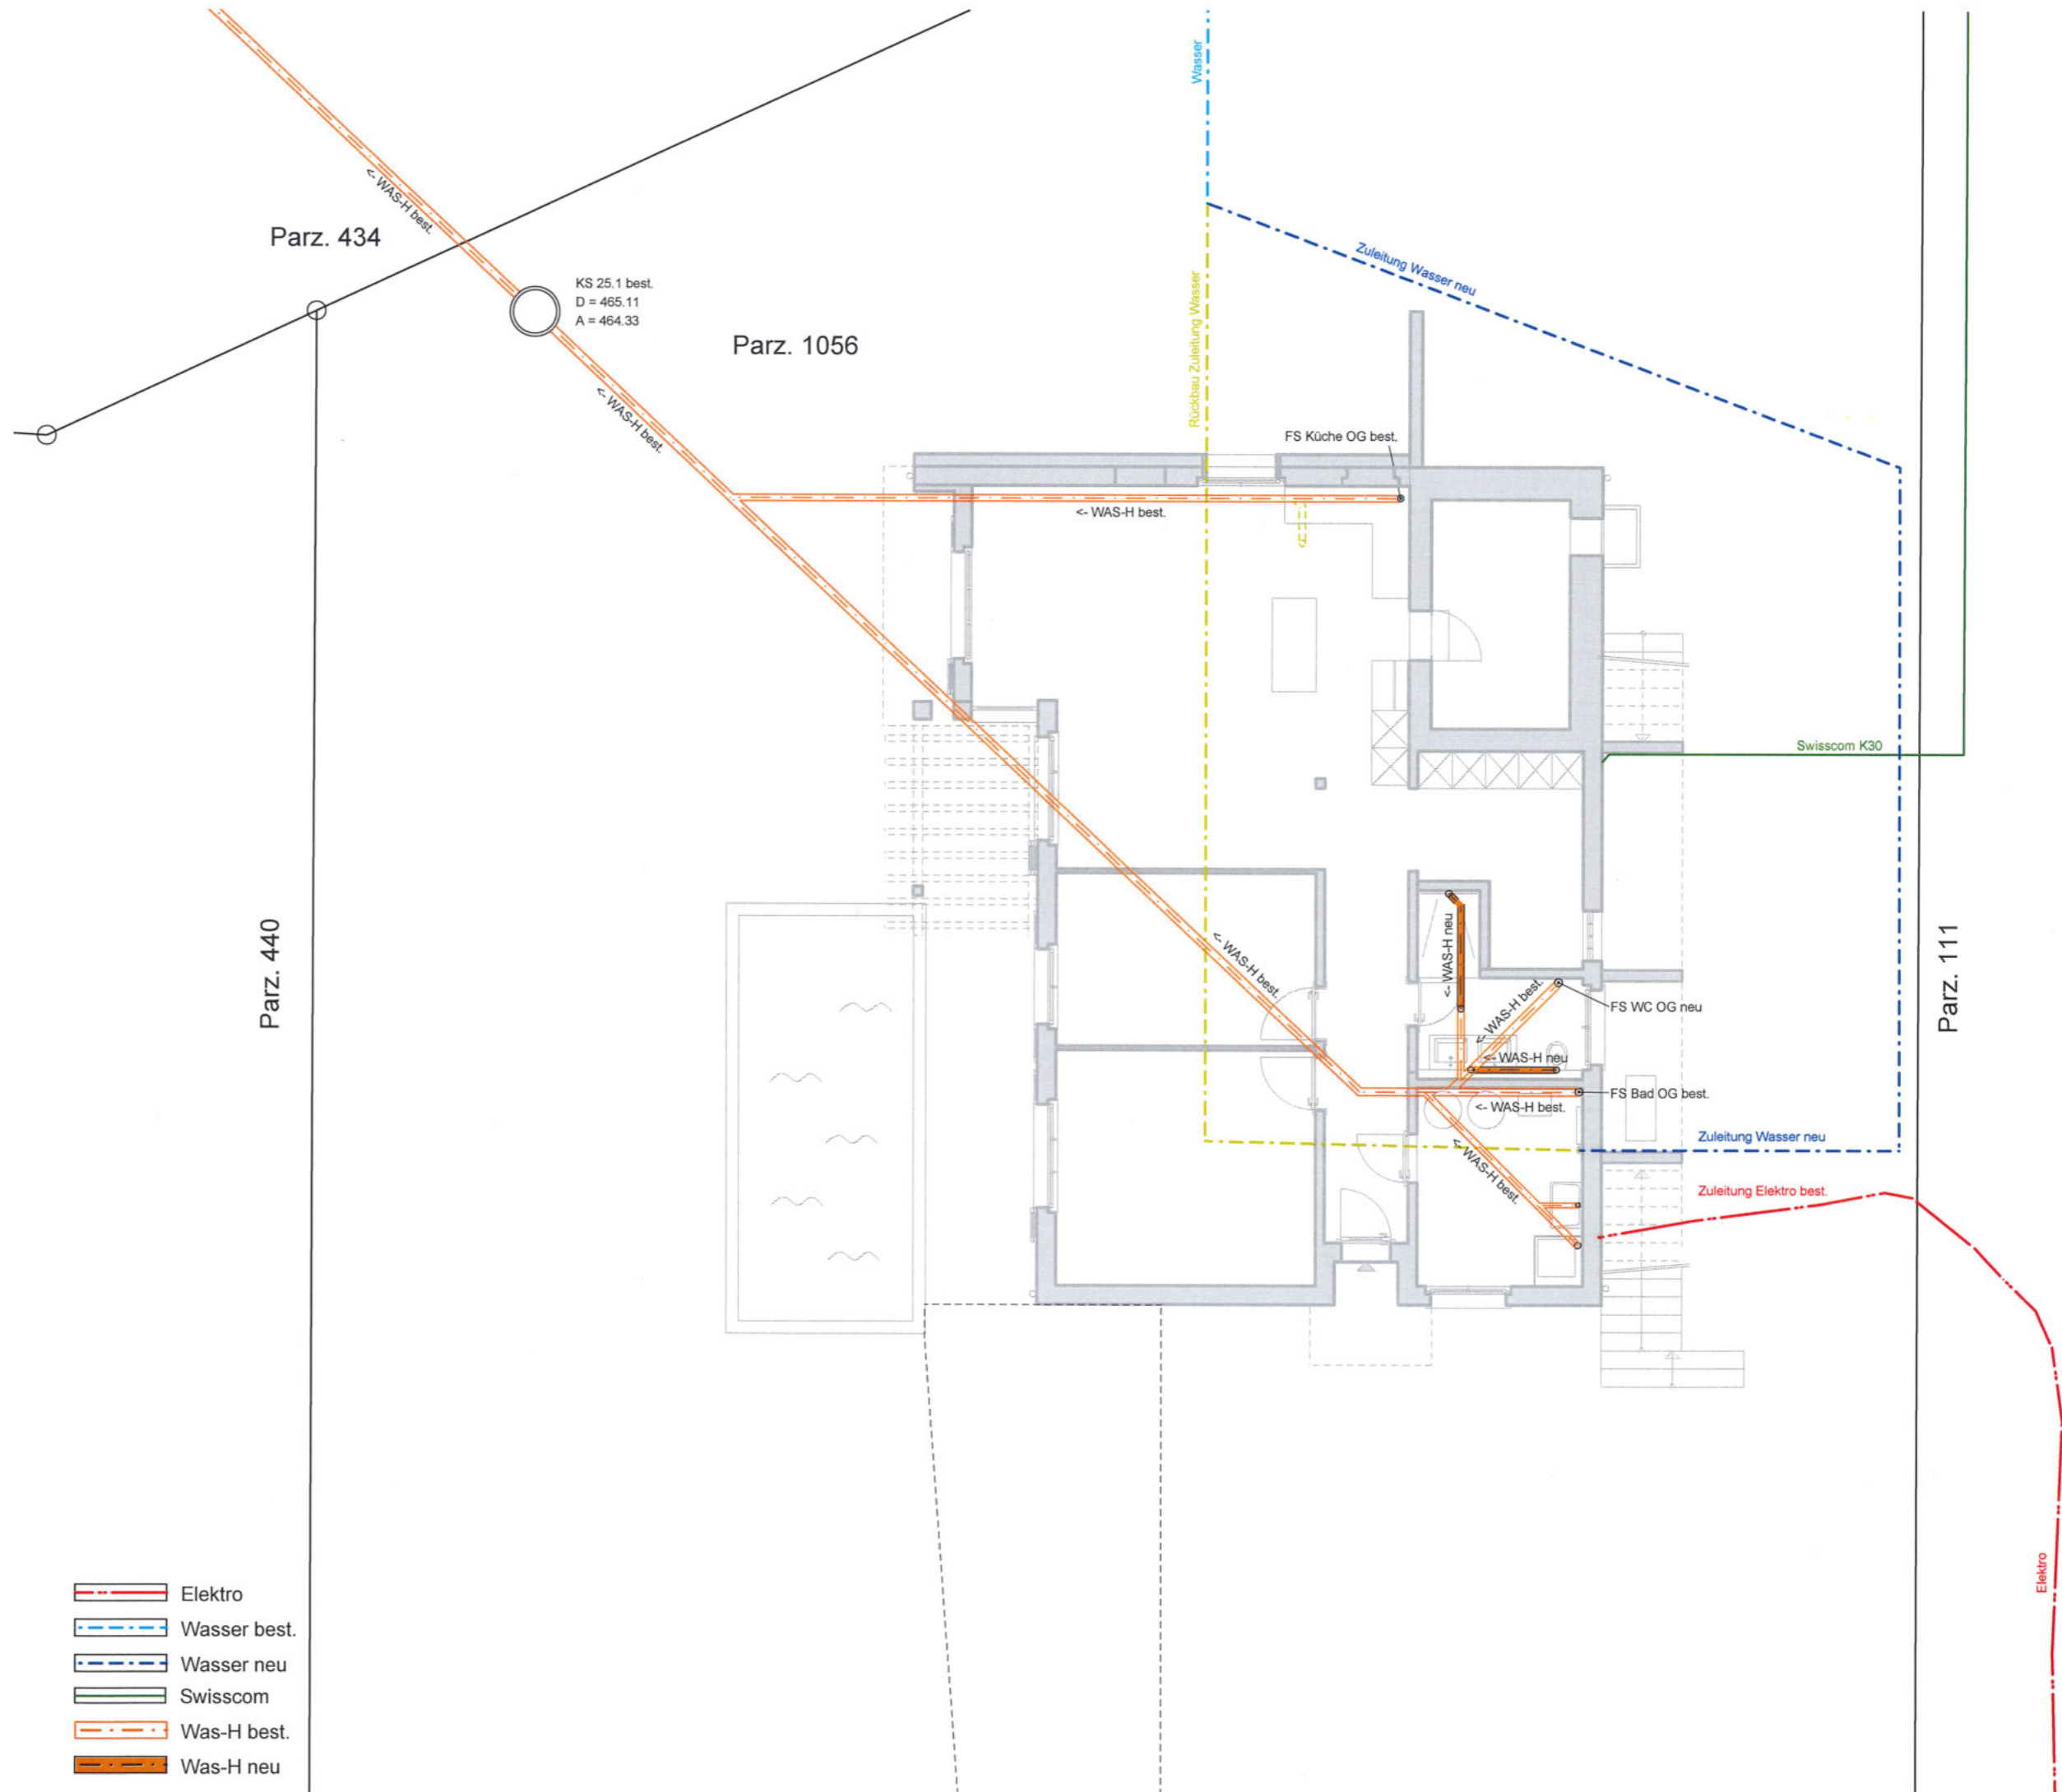 Wasser
<- WAS-H best.
Parz. 434
Zuleitung Wasser neu
KS 25.1 best.
D = 465.11
A = 464.33
Parz. 1056
Rückbau Zuleitung Wasser
<- WAS-H best.
FS Küche OG best.
<- WAS-H best.
Swisscom K30
Parz. 440
<- WAS-H best.
<- WAS-H neu
<- WAS-H best.
FS WC OG neu
Parz. 111
<- WAS-H neu
FS Bad OG best.
<- WAS-H best.
Zuleitung Wasser neu
<- WAS-H best.
Zuleitung Elektro best.
Elektro
Elektro
Wasser best.
Wasser neu
Swisscom
Was-H best.
Was-H neu